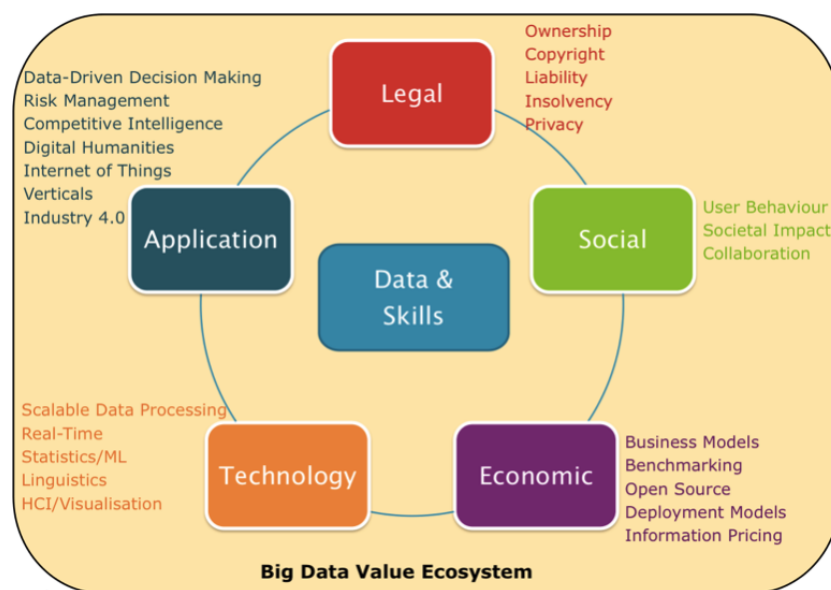 Legal
Ownership
Copyright
Liability
Insolvency
Privacy
Data-Driven Decision Making
Risk Management
Competitive Intelligence
Digital Humanities
Internet of Things
Verticals
Industry 4.0
Application
Social
User Behaviour
Societal Impact
Collaboration
Data &
Skills
Scalable Data Processing
Real-Time
Statistics/ML
Linguistics
HCI/Visualisation
Technology
Economic
Business Models
Benchmarking
Open Source
Deployment Models
Information Pricing
Big Data Value Ecosystem